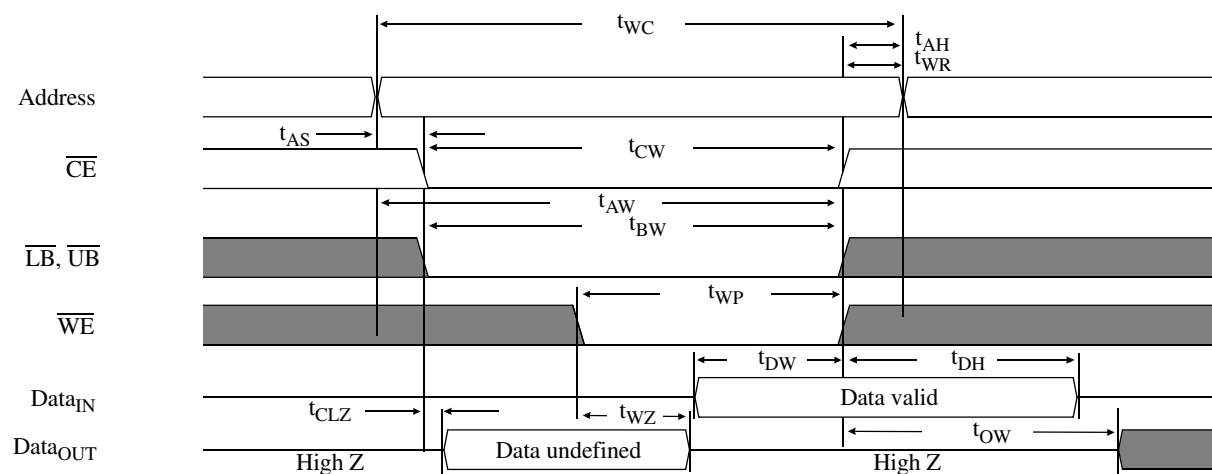 tWC
tAH
tWR
Address
tAS
tCW
CE
tAW
tBW
LB, UB
tWP
WE
tDW
tDH
DataIN
Data valid
tCLZ
tWZ
tOW
DataOUT
Data undefined
High Z
High Z